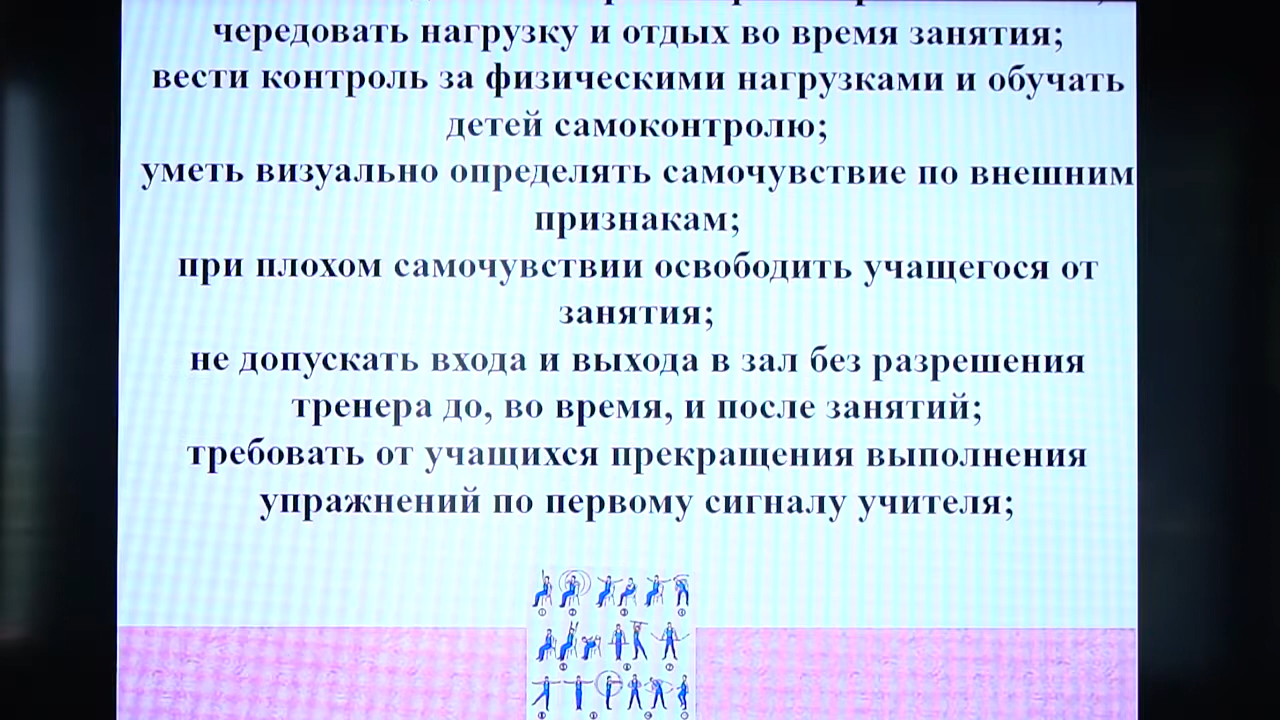 чередовать нагрузку и отдых во время занятия;
вести контроль за физическими нагрузками и обучать
детей самоконтролю;
уметь визуально определять самочувствие по внешним
признакам;
при плохом самочувствии освободить учащегося от
занятия;
не допускать входа и выхода в зал без разрешения
тренера до, во время, и после занятий;
требовать от учащихся прекращения выполнения
упражнений по первому сигналу учителя;